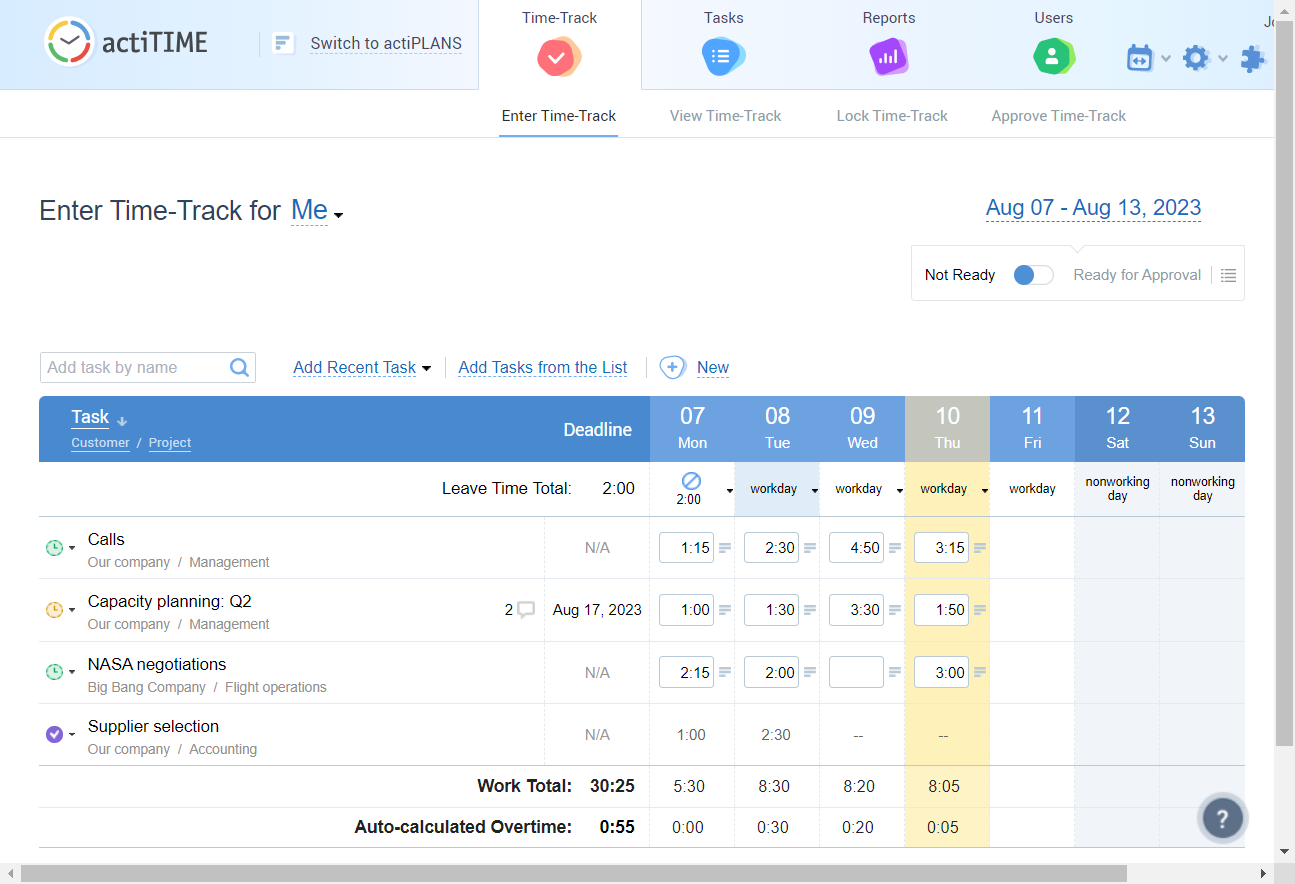 actiTIME
Switch to actiPLANS
Time-Track
Tasks
Reports
Users
Enter Time-Track
View Time-Track
Lock Time-Track
Approve Time-Track
Enter Time-Track for Me
Aug 07 - Aug 13, 2023
Not Ready
Ready for Approval
Add task by name
Add Recent Task
Add Tasks from the List
New
Task Deadline 07 08 09 10 11 12 13
Customer / Project Mon Tue Wed Thu Fri Sat Sun
Leave Time Total: 2:00 2:00 workday workday workday workday nonworking day nonworking day
Calls N/A 1:15 2:30 4:50 3:15
Our company / Management
Capacity planning: Q2 2 Aug 17, 2023 1:00 1:30 3:30 1:50
Our company / Management
NASA negotiations N/A 2:15 2:00 3:00
Big Bang Company / Flight operations
Supplier selection N/A 1:00 2:30 -- --
Our company / Accounting
Work Total: 30:25 5:30 8:30 8:20 8:05
Auto-calculated Overtime: 0:55 0:00 0:30 0:20 0:05
?